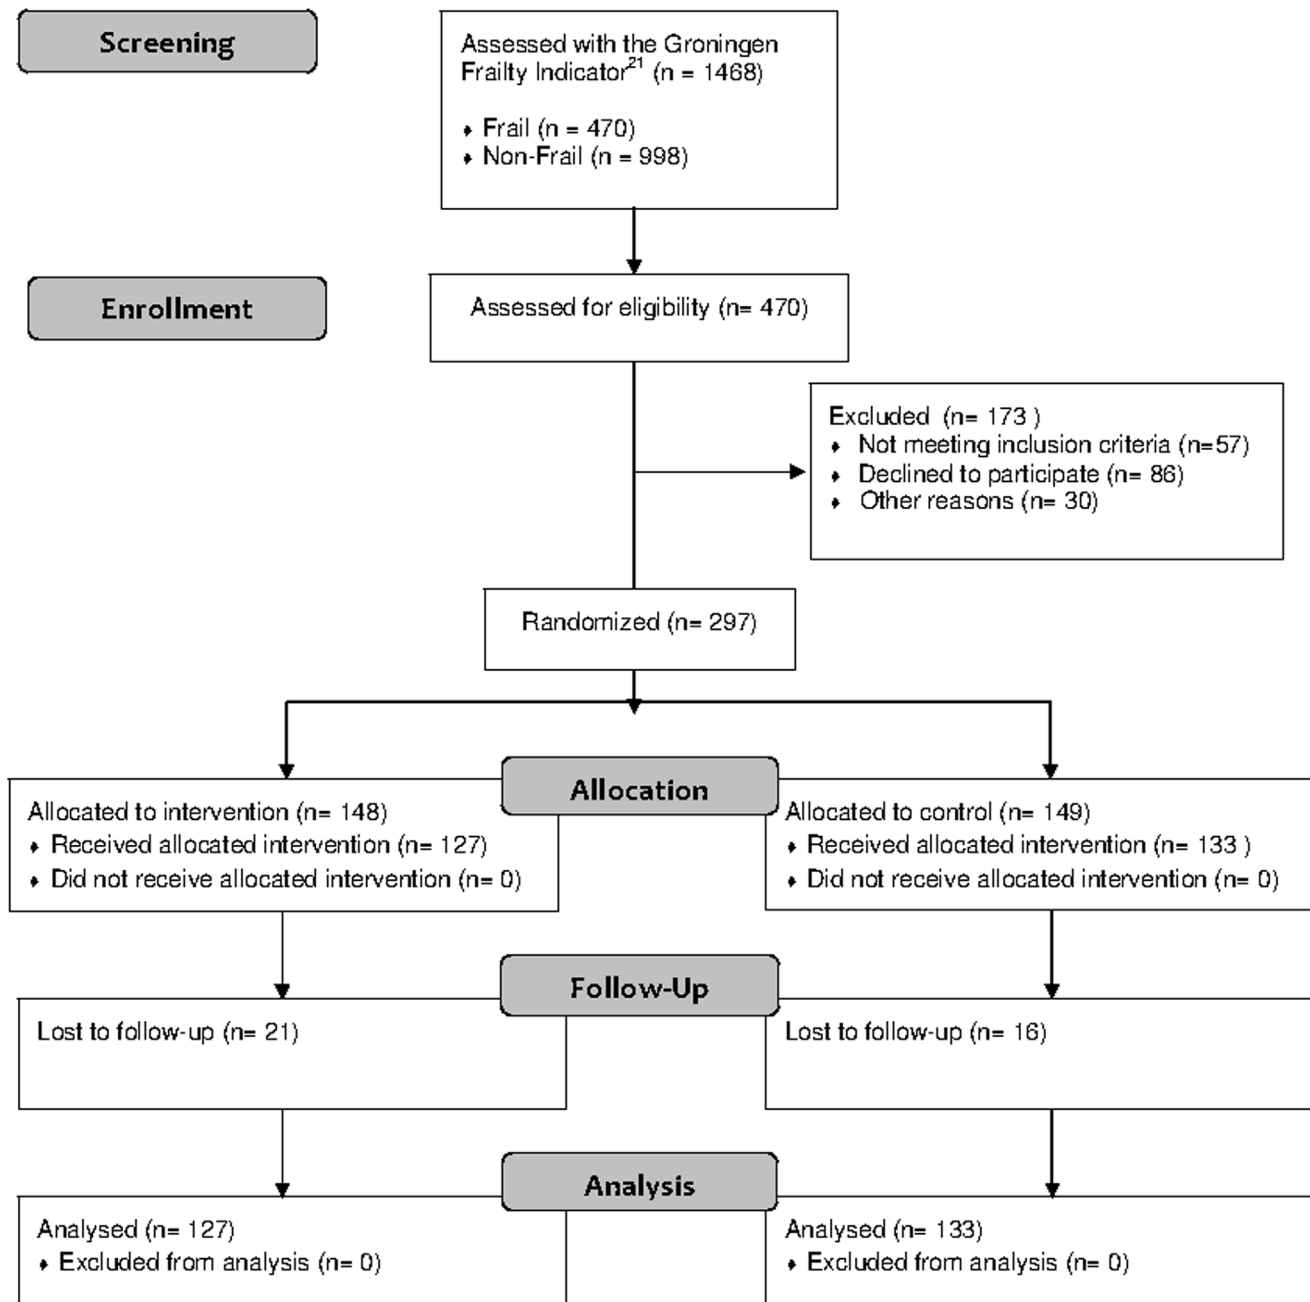 Screening
Assessed with the Groningen
Frailty Indicator21 (n = 1468)
♦ Frail (n = 470)
♦ Non-Frail (n = 998)
Enrollment
Assessed for eligibility (n= 470)
Excluded (n= 173 )
♦ Not meeting inclusion criteria (n=57)
♦ Declined to participate (n= 86)
♦ Other reasons (n= 30)
Randomized (n= 297)
Allocation
Allocated to intervention (n= 148)
♦ Received allocated intervention (n= 127)
♦ Did not receive allocated intervention (n= 0)
Allocated to control (n= 149)
♦ Received allocated intervention (n= 133 )
♦ Did not receive allocated intervention (n= 0)
Follow-Up
Lost to follow-up (n= 21)
Lost to follow-up (n= 16)
Analysis
Analysed (n= 127)
♦ Excluded from analysis (n= 0)
Analysed (n= 133)
♦ Excluded from analysis (n= 0)